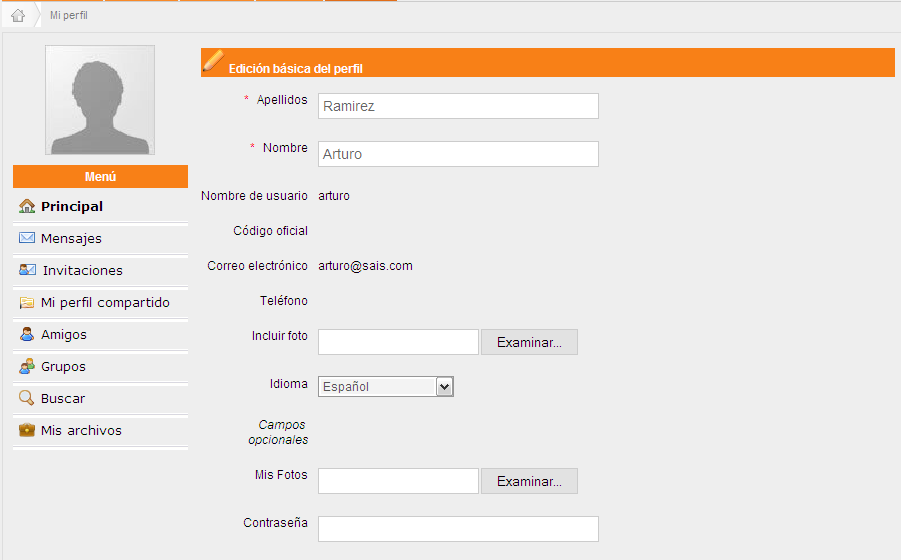 Mi perfil
Menú
Principal
Mensajes
Invitaciones
Mi perfil compartido
Amigos
Grupos
Buscar
Mis archivos
Edición básica del perfil
* Apellidos Ramirez
* Nombre Arturo
Nombre de usuario arturo
Código oficial
Correo electrónico arturo@sais.com
Teléfono
Incluir foto Examinar...
Idioma Español
Campos
opcionales
Mis Fotos Examinar...
Contraseña